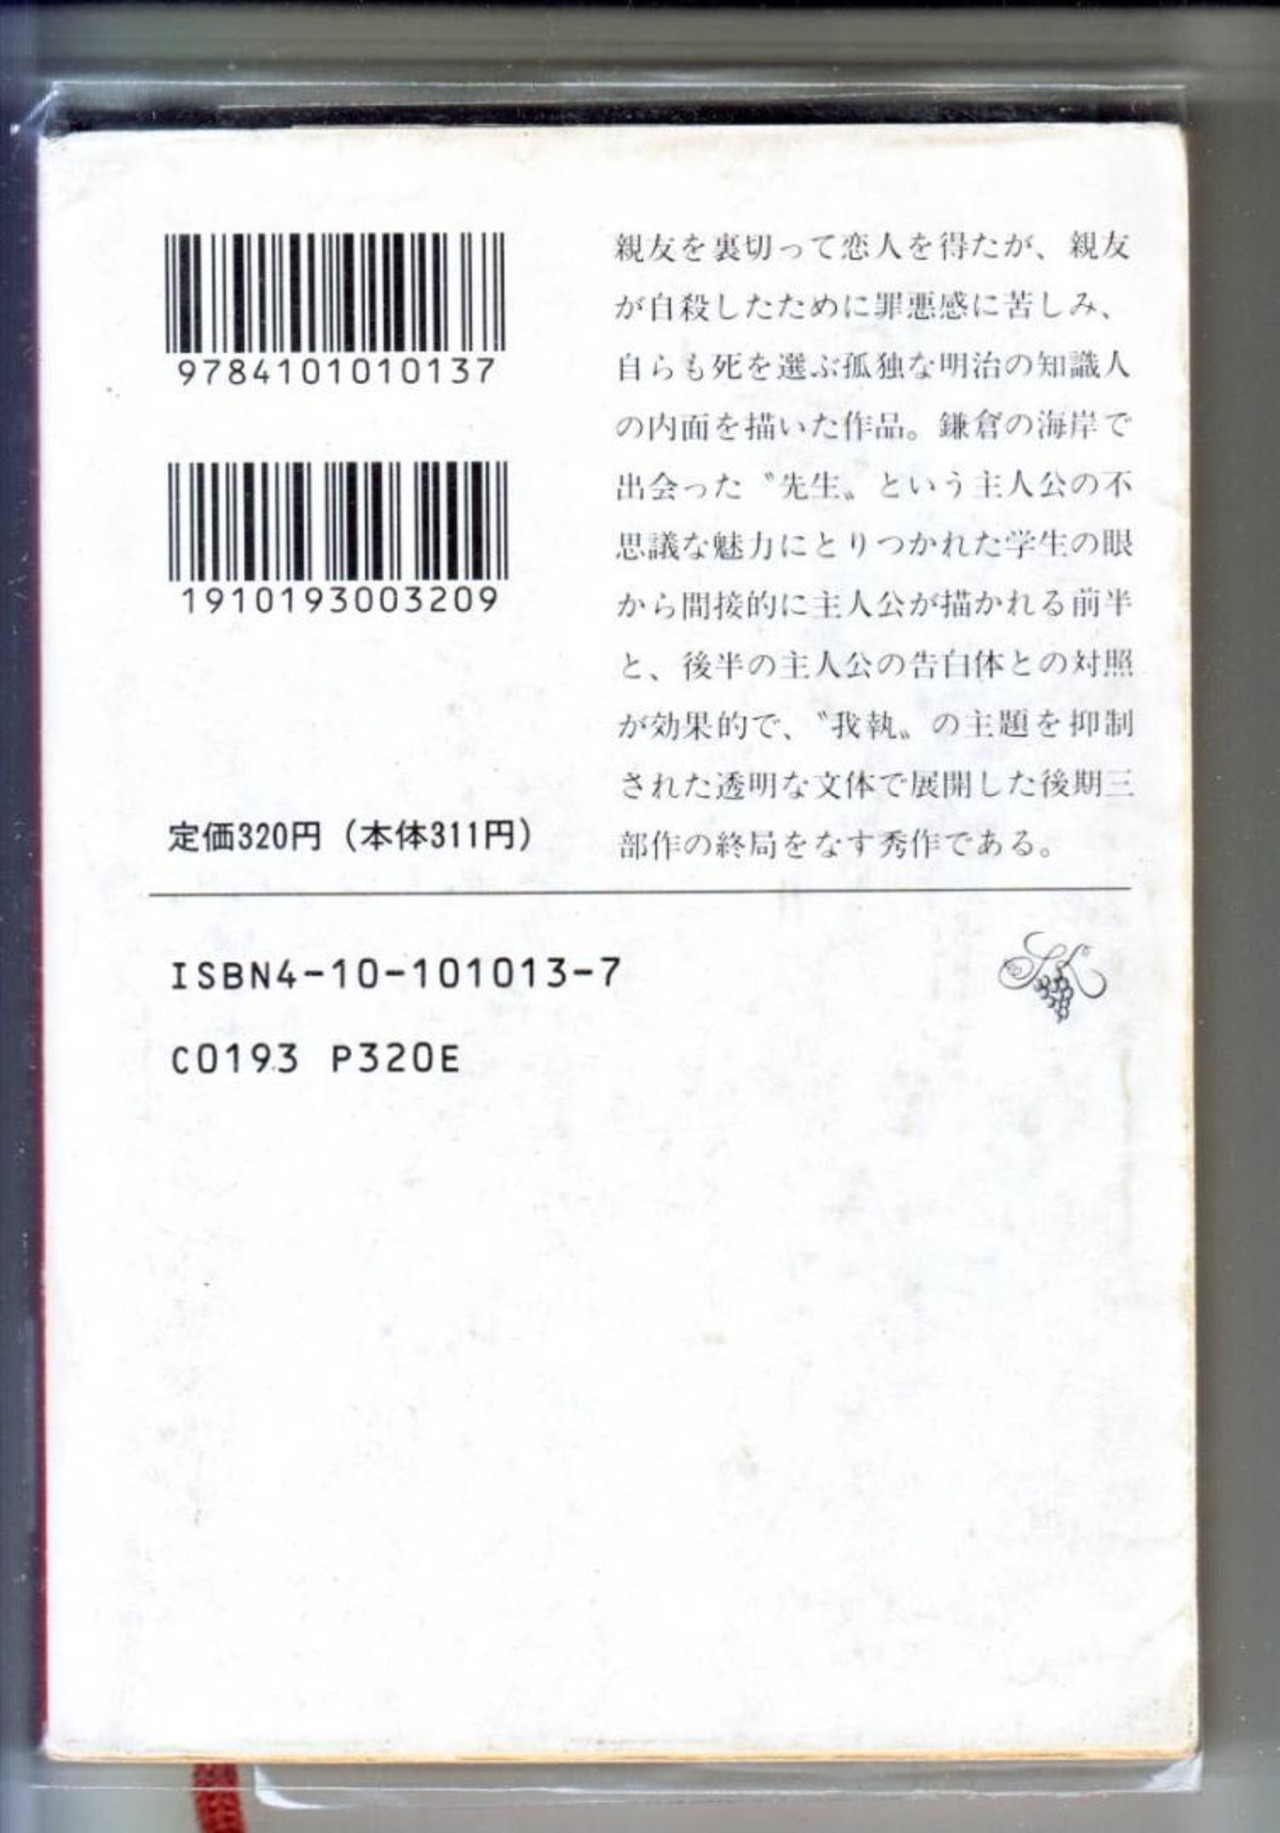 9784101010137
1910193003209
定価320円（本体311円）
親友を裏切って恋人を得たが、親友
が自殺したために罪悪感に苦しみ、
自らも死を選ぶ孤独な明治の知識人
の内面を描いた作品。鎌倉の海岸で
出会った〝先生〟という主人公の不
思議な魅力にとりつかれた学生の眼
から間接的に主人公が描かれる前半
と、後半の主人公の告白体との対照
が効果的で、〝我執〟の主題を抑制
された透明な文体で展開した後期三
部作の終局をなす秀作である。
ISBN4-10-101013-7
C0193 P320E